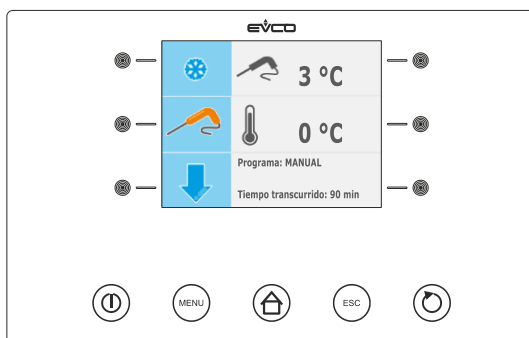 EVCO
3 °C
0 °C
Programa: MANUAL
Tiempo transcurrido: 90 min
MENU
ESC